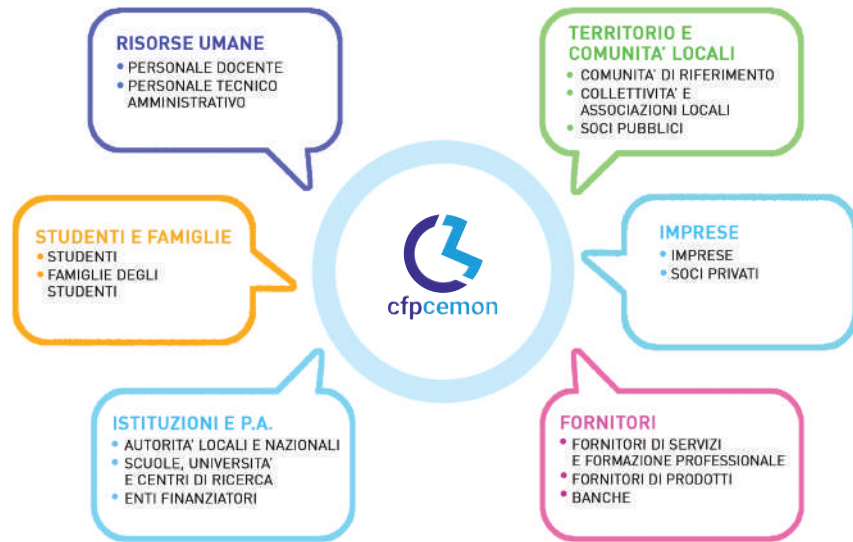 RISORSE UMANE
• PERSONALE DOCENTE
• PERSONALE TECNICO
AMMINISTRATIVO
TERRITORIO E
COMUNITA' LOCALI
• COMUNITA' DI RIFERIMENTO
• COLLETTIVITA' E
ASSOCIAZIONI LOCALI
• SOCI PUBBLICI
STUDENTI E FAMIGLIE
• STUDENTI
• FAMIGLIE DEGLI
STUDENTI
cfpcemon
IMPRESE
• IMPRESE
• SOCI PRIVATI
ISTITUZIONI E P.A.
• AUTORITA' LOCALI E NAZIONALI
• SCUOLE, UNIVERSITA'
E CENTRI DI RICERCA
• ENTI FINANZIATORI
FORNITORI
• FORNITORI DI SERVIZI
E FORMAZIONE PROFESSIONALE
• FORNITORI DI PRODOTTI
• BANCHE